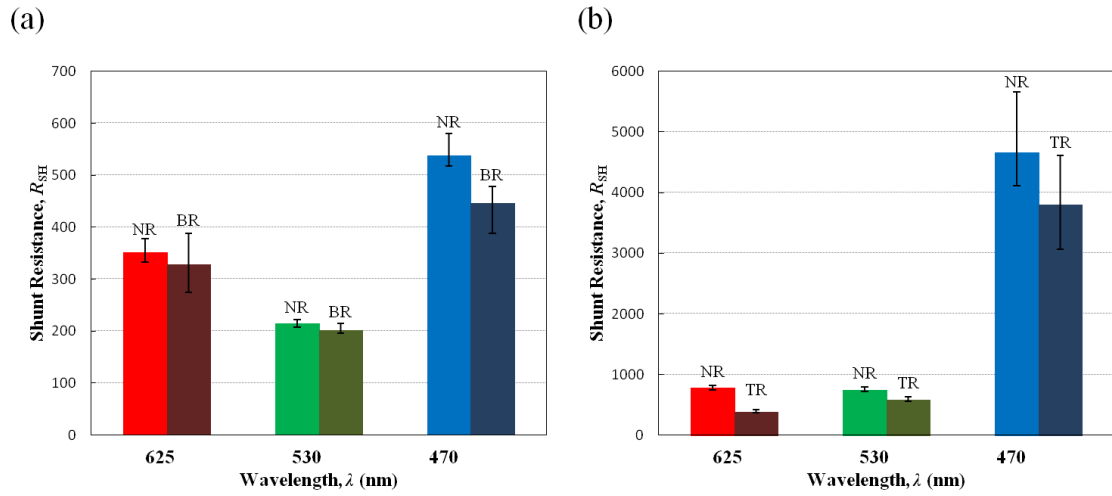 (a)
700
600
500
400
300
200
100
0
Shunt Resistance, R_SH
NR
BR
NR
BR
NR
BR
625
530
470
Wavelength, λ (nm)
(b)
6000
5000
4000
3000
2000
1000
0
Shunt Resistance, R_SH
NR
TR
NR
TR
NR
TR
625
530
470
Wavelength, λ (nm)